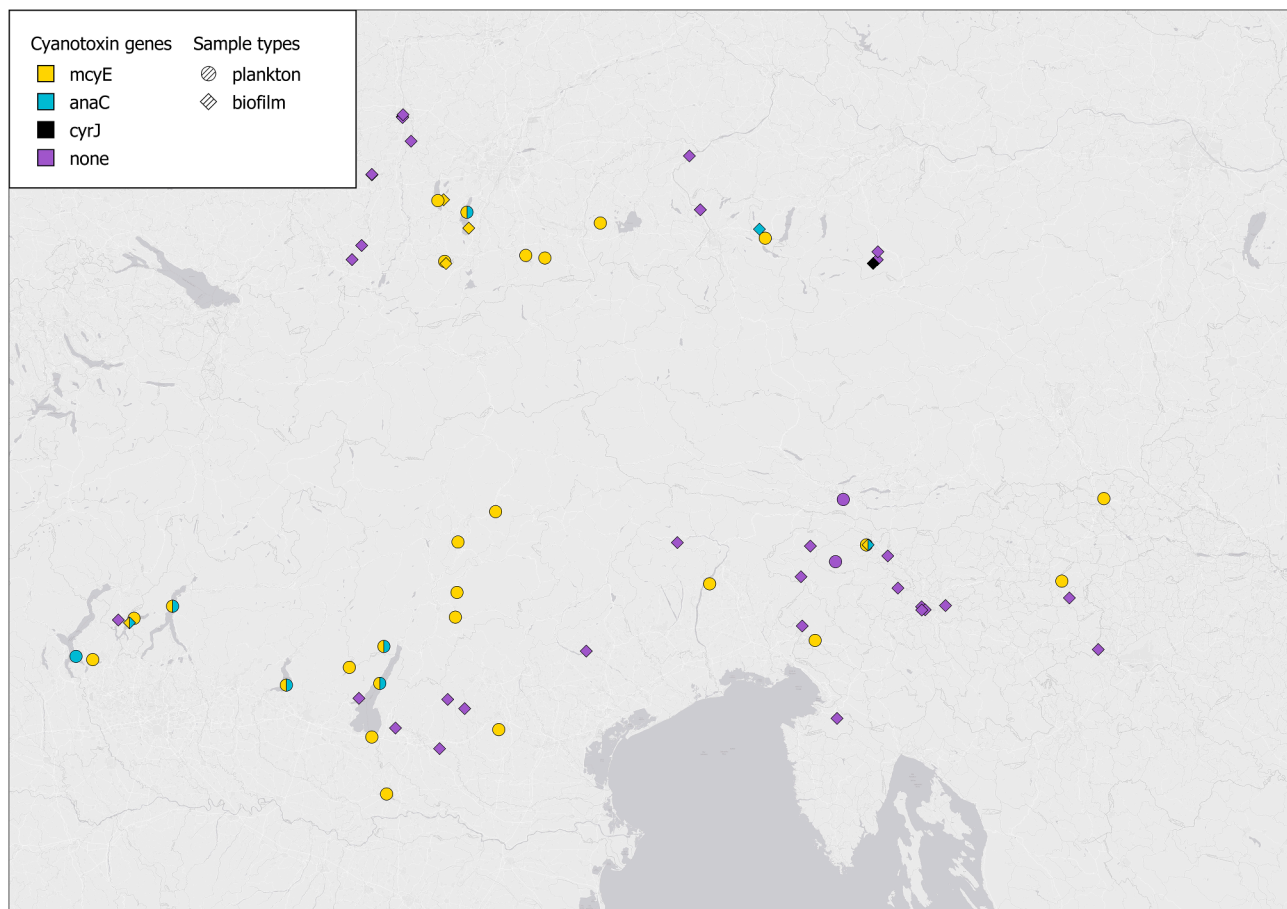 Cyanotoxin genes
mcyE
anaC
cyrJ
none
Sample types
plankton
biofilm